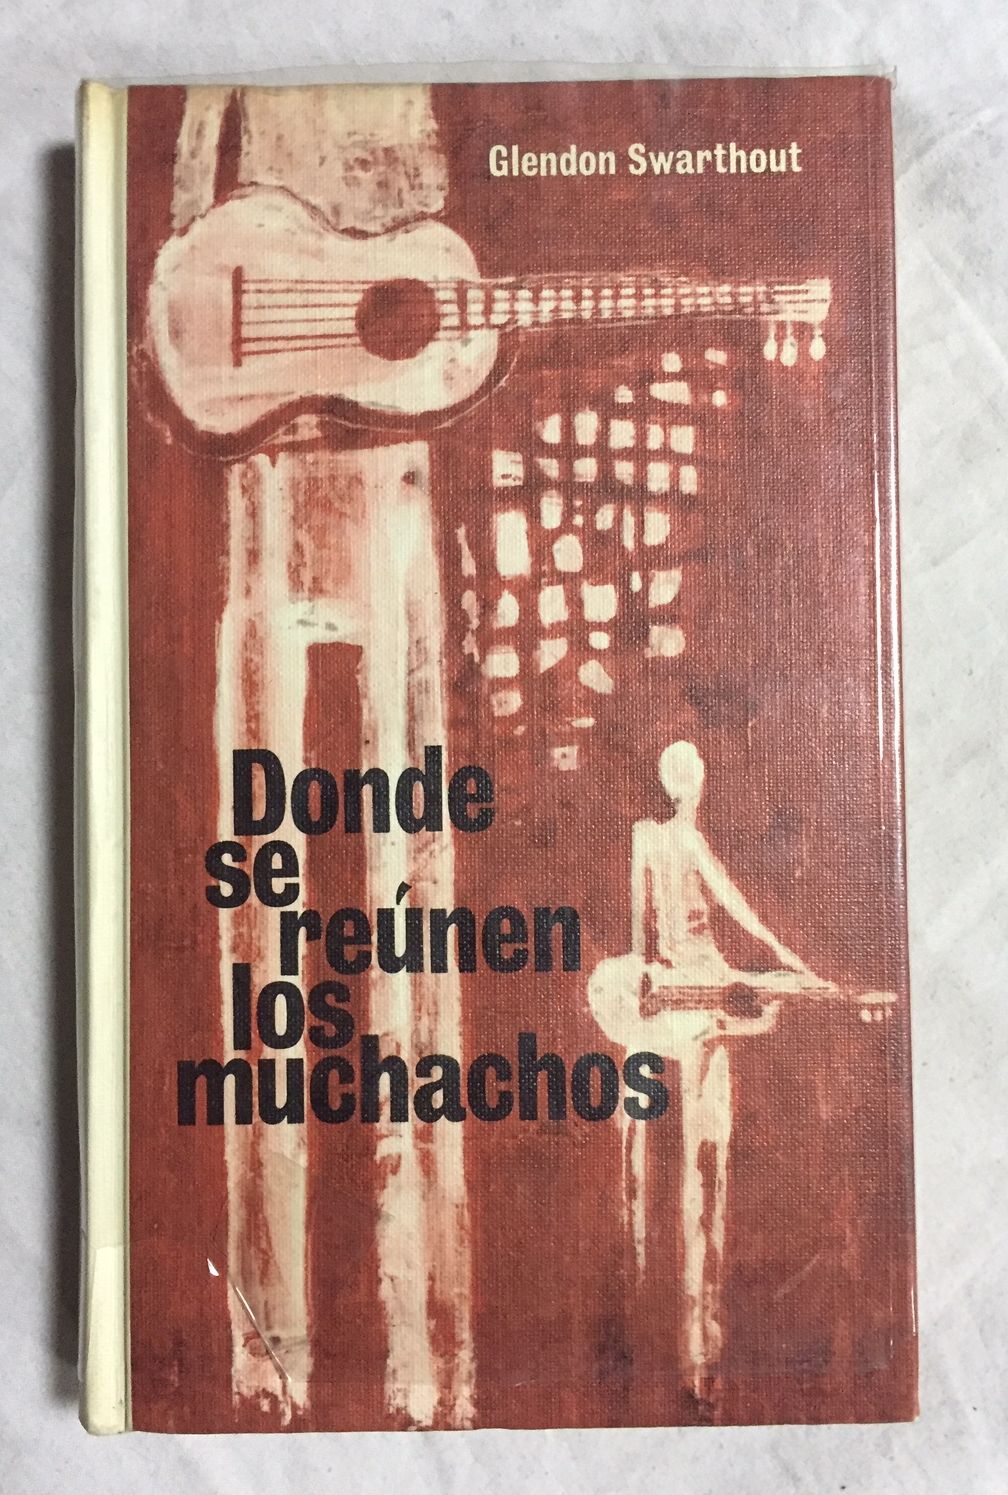 Glendon Swarthout
Donde
se
reúnen
los
muchachos